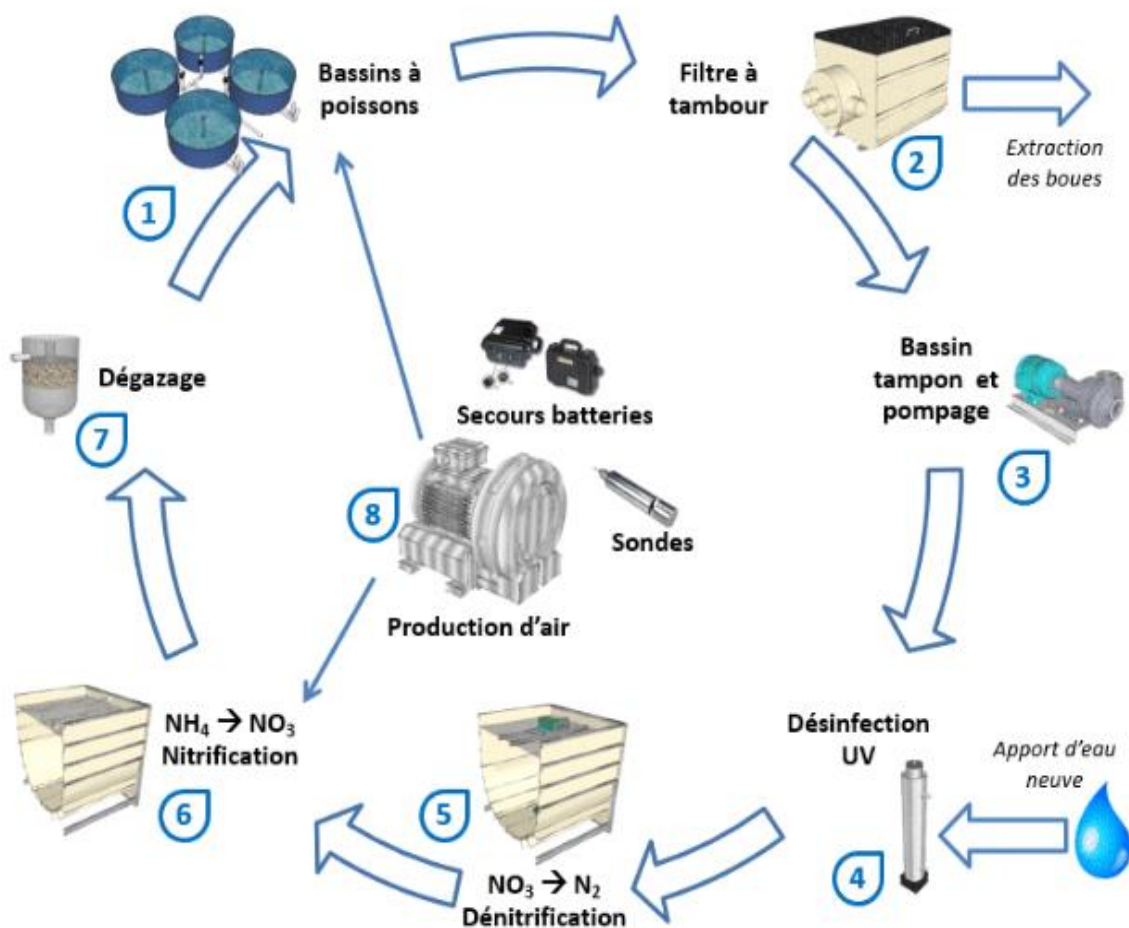 Bassins à
poissons
1
Filtre à
tambour
2
Extraction
des boues
Bassin
tampon et
pompage
3
Dégazage
7
Secours batteries
8
Sondes
Production d'air
NH₄ → NO₃
Nitrification
6
5
NO₃ → N₂
Dénitrification
Désinfection
UV
4
Apport d'eau
neuve